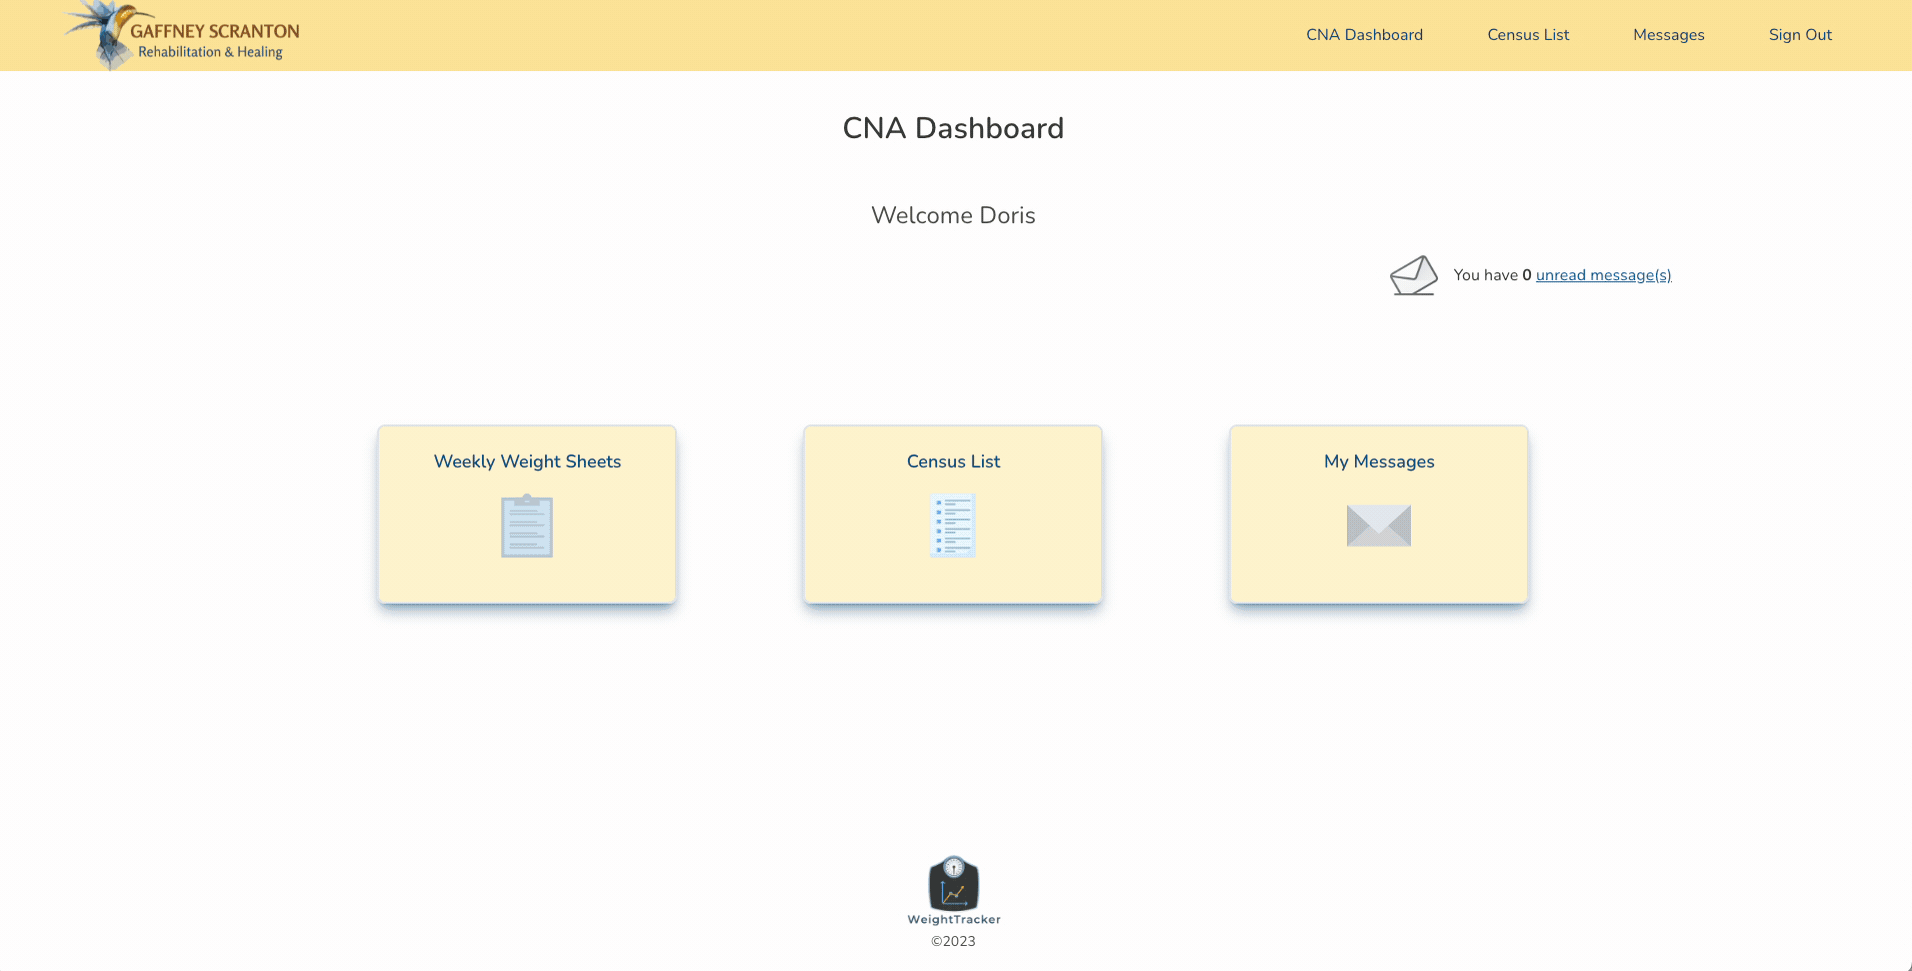 GAFFNEY SCRANTON
Rehabilitation & Healing
CNA Dashboard
Census List
Messages
Sign Out
CNA Dashboard
Welcome Doris
You have 0 unread message(s)
Weekly Weight Sheets
Census List
My Messages
WeightTracker
©2023